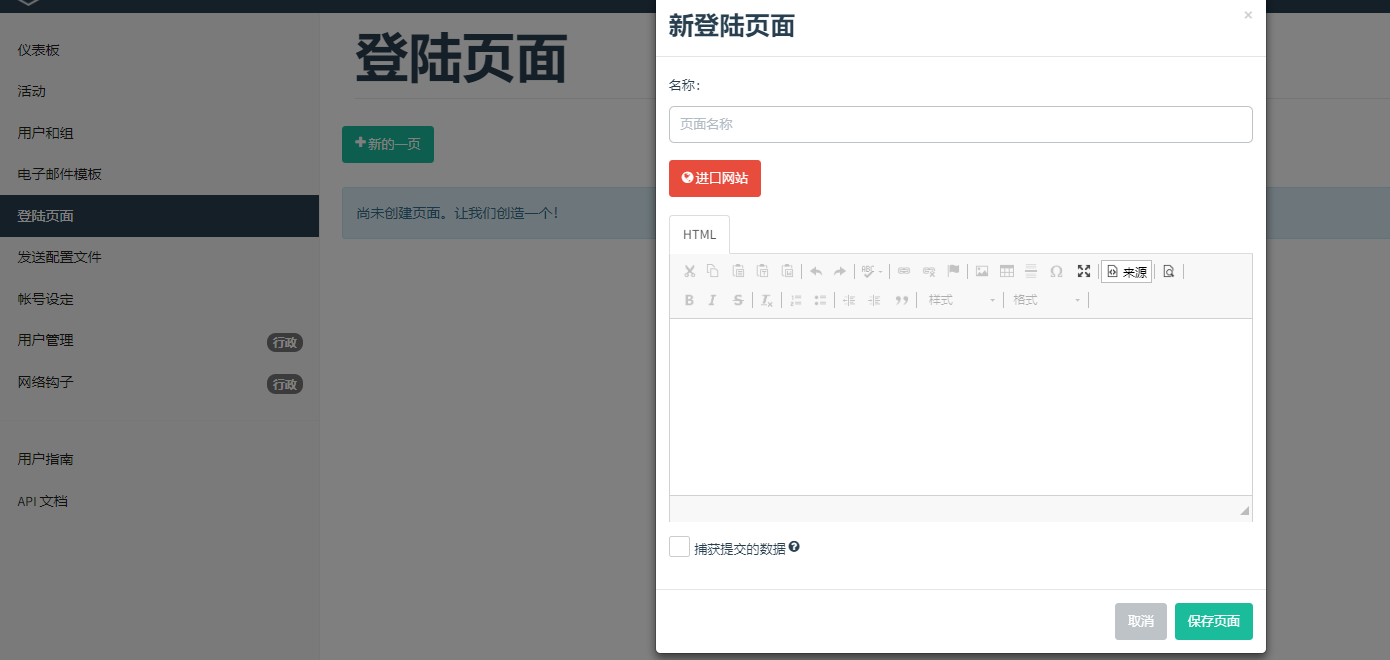 仪表板
活动
用户和组
电子邮件模板
登陆页面
发送配置文件
帐号设定
用户管理 行政
网络钩子 行政
用户指南
API 文档
登陆页面
新的一页
尚未创建页面。让我们创造一个！
新登陆页面 ×
名称：
页面名称
进口网站
HTML
ABC Ω 来源
B I S Ix 样式 格式
捕获提交的数据
取消 保存页面